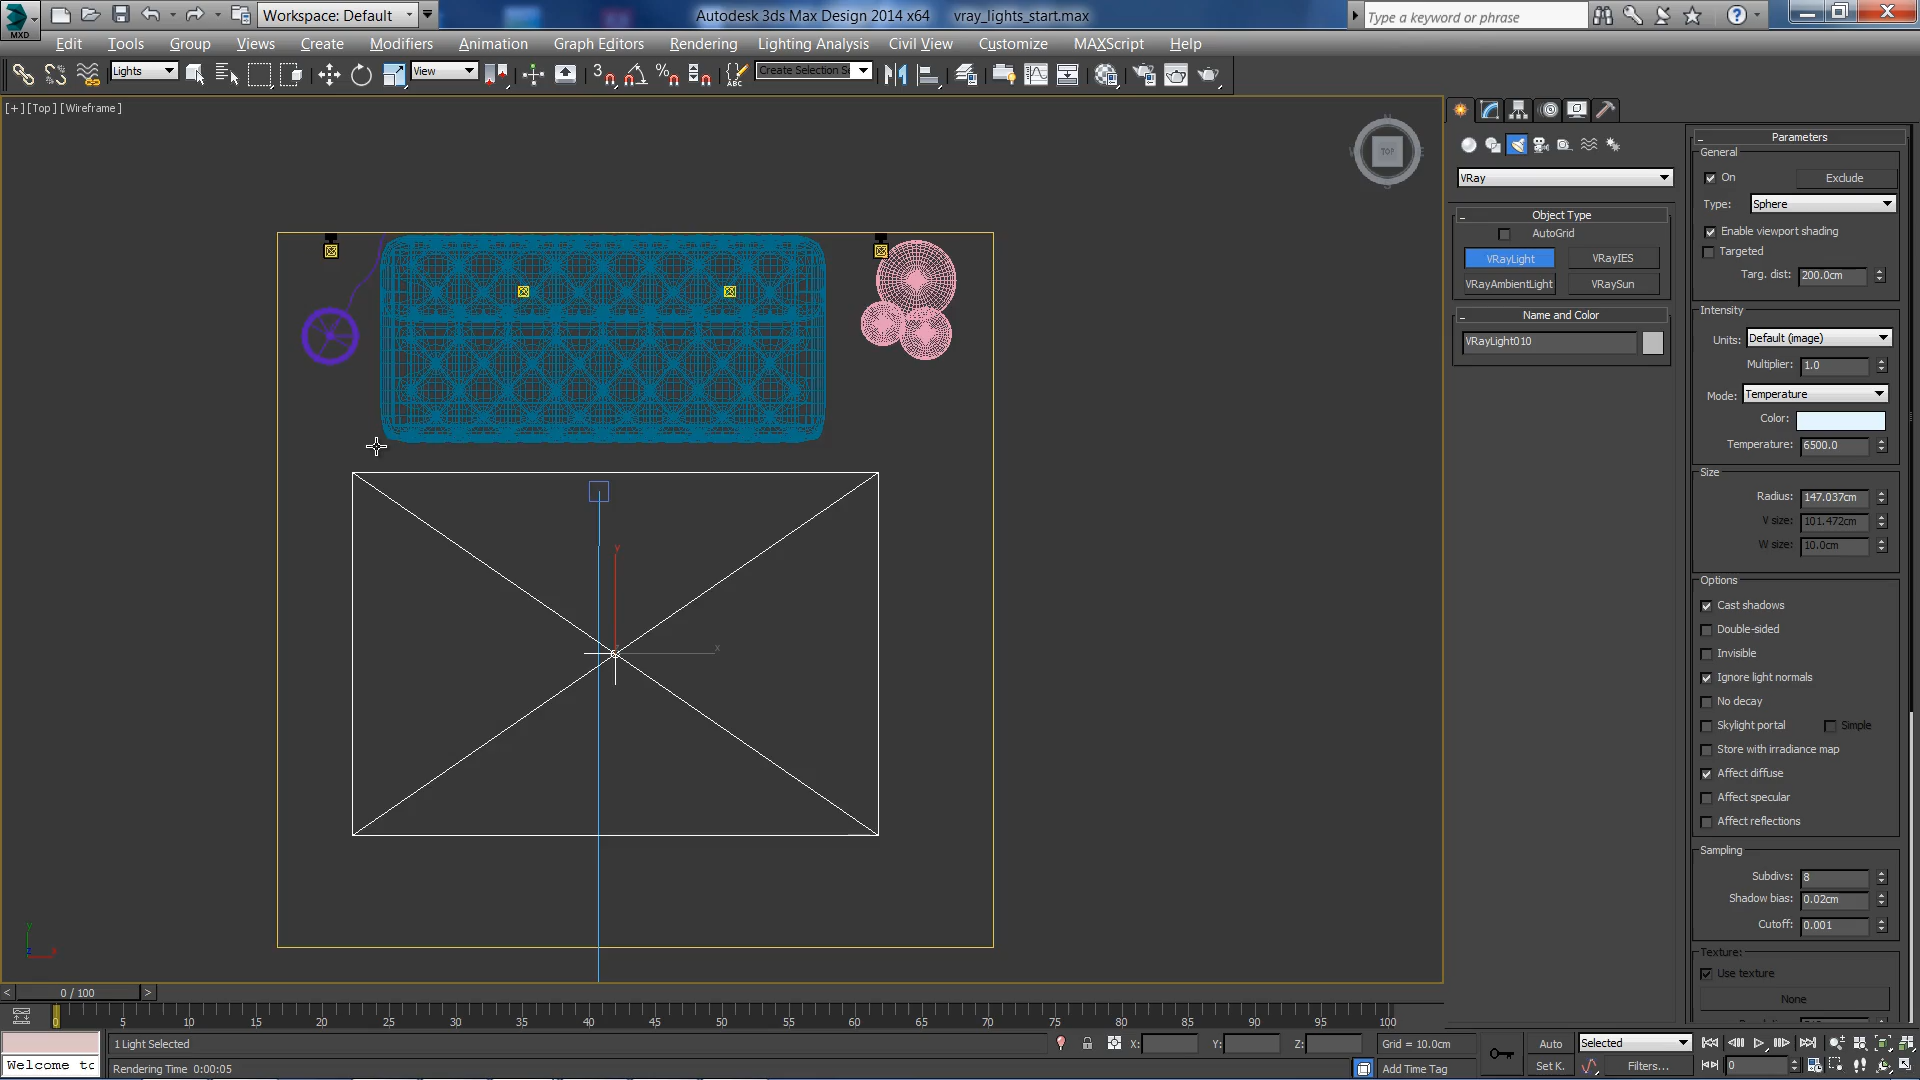 MXD
Workspace: Default
Autodesk 3ds Max Design 2014 x64 vray_lights_start.max
Type a keyword or phrase
Edit Tools Group Views Create Modifiers Animation Graph Editors Rendering Lighting Analysis Civil View Customize MAXScript Help
Lights
View
3
%
ABC
Create Selection S
[+] [Top] [Wireframe]
TOP
VRay
Object Type
AutoGrid
VRayLight VRayIES
VRayAmbientLight VRaySun
Name and Color
VRayLight010
Parameters
General
On Exclude
Type: Sphere
Enable viewport shading
Targeted
Targ. dist: 200.0cm
Intensity
Units: Default (image)
Multiplier: 1.0
Mode: Temperature
Color:
Temperature: 6500.0
Size
Radius: 147.037cm
V size: 101.472cm
W size: 10.0cm
Options
Cast shadows
Double-sided
Invisible
Ignore light normals
No decay
Skylight portal Simple
Store with irradiance map
Affect diffuse
Affect specular
Affect reflections
Sampling
Subdivs: 8
Shadow bias: 0.02cm
Cutoff: 0.001
Texture:
Use texture
None
y
x
y
x
< 0 / 100 >
0 5 10 15 20 25 30 35 40 45 50 55 60 65 70 75 80 85 90 95 100
1 Light Selected
X: Y: Z:
Grid = 10.0cm
Auto
Selected
Welcome tc
Rendering Time 0:00:05
Add Time Tag
Set K.
Filters...
0